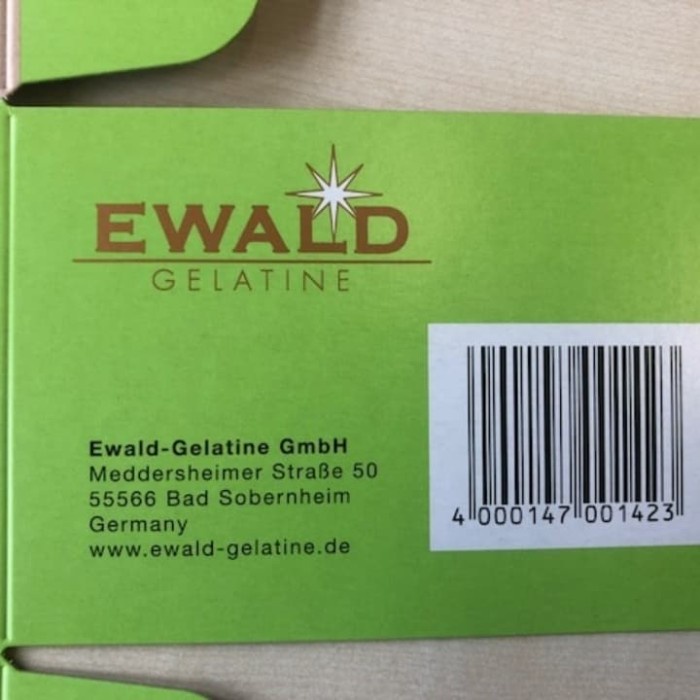 EWALD
GELATINE
Ewald-Gelatine GmbH
Meddersheimer Straße 50
55566 Bad Sobernheim
Germany
www.ewald-gelatine.de
4 000147 001423